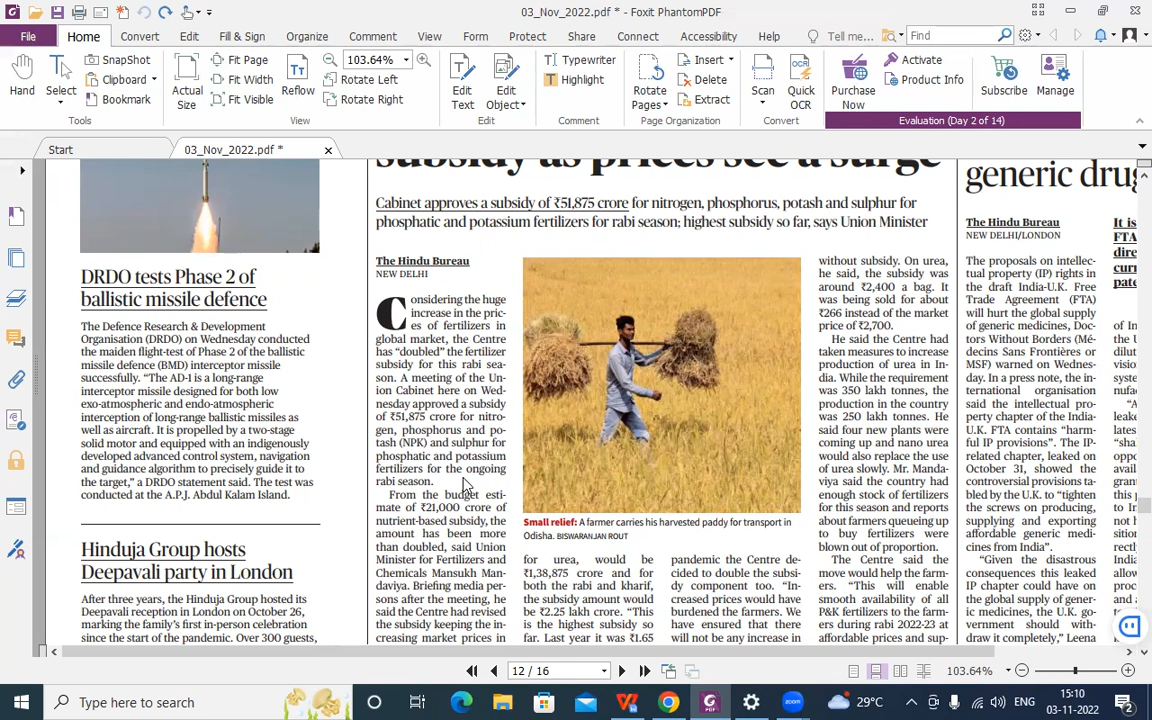 03_Nov_2022.pdf * - Foxit PhantomPDF
File
Home
Convert
Edit
Fill & Sign
Organize
Comment
View
Form
Protect
Share
Connect
Accessibility
Help
Tell me...
Find
Hand
Select
SnapShot
Clipboard
Bookmark
Tools
Actual
Size
Fit Page
Fit Width
Fit Visible
Reflow
103.64%
Rotate Left
Rotate Right
View
Edit
Text
Edit
Object
Edit
Typewriter
Highlight
Comment
Rotate
Pages
Insert
Delete
Extract
Page Organization
Scan
Quick
OCR
Convert
Purchase
Now
Activate
Product Info
Subscribe
Manage
Evaluation (Day 2 of 14)
Start
03_Nov_2022.pdf *
DRDO tests Phase 2 of
ballistic missile defence
The Defence Research & Development
Organisation (DRDO) on Wednesday conducted
the maiden flight-test of Phase 2 of the ballistic
missile defence (BMD) interceptor missile
successfully. “The AD-1 is a long-range
interceptor missile designed for both low
exo-atmospheric and endo-atmospheric
interception of long-range ballistic missiles as
well as aircraft. It is propelled by a two-stage
solid motor and equipped with an indigenously
developed advanced control system, navigation
and guidance algorithm to precisely guide it to
the target,” a DRDO statement said. The test was
conducted at the A.P.J. Abdul Kalam Island.
Hinduja Group hosts
Deepavali party in London
After three years, the Hinduja Group hosted its
Deepavali reception in London on October 26,
marking the family’s first in-person celebration
since the start of the pandemic. Over 300 guests,
subsidy as prices see a surge
Cabinet approves a subsidy of ₹51,875 crore for nitrogen, phosphorus, potash and sulphur for
phosphatic and potassium fertilizers for rabi season; highest subsidy so far, says Union Minister
The Hindu Bureau
NEW DELHI
Considering the huge
increase in the pric-
es of fertilizers in
global market, the Centre
has “doubled” the fertilizer
subsidy for this rabi sea-
son. A meeting of the Un-
ion Cabinet here on Wed-
nesday approved a subsidy
of ₹51,875 crore for nitro-
gen, phosphorus and po-
tash (NPK) and sulphur for
phosphatic and potassium
fertilizers for the ongoing
rabi season.
From the budget esti-
mate of ₹21,000 crore of
nutrient-based subsidy, the
amount has been more
than doubled, said Union
Minister for Fertilizers and
Chemicals Mansukh Man-
daviya. Briefing media per-
sons after the meeting, he
said the Centre had revised
the subsidy keeping the in-
creasing market prices in
Small relief: A farmer carries his harvested paddy for transport in
Odisha. BISWARANJAN ROUT
for urea, would be
₹1,38,875 crore and for
both the rabi and kharif,
the subsidy amount would
be ₹2.25 lakh crore. “This
is the highest subsidy so
far. Last year it was ₹1.65
pandemic the Centre de-
cided to double the subsi-
dy component too. “In-
creased prices would have
burdened the farmers. We
have ensured that there
will not be any increase in
without subsidy. On urea,
he said, the subsidy was
around ₹2,400 a bag. It
was being sold for about
₹266 instead of the market
price of ₹2,700.
He said the Centre had
taken measures to increase
production of urea in In-
dia. While the requirement
was 350 lakh tonnes, the
production in the country
was 250 lakh tonnes. He
said four new plants were
coming up and nano urea
would also replace the use
of urea slowly. Mr. Manda-
viya said the country had
enough stock of fertilizers
for this season and reports
about farmers queueing up
to buy fertilizers were
blown out of proportion.
The Centre said the
move would help the farm-
ers. “This will enable
smooth availability of all
P&K fertilizers to the farm-
ers during rabi 2022-23 at
affordable prices and sup-
generic drug
The Hindu Bureau
NEW DELHI/LONDON
The proposals on intellec-
tual property (IP) rights in
the draft India-U.K. Free
Trade Agreement (FTA)
will hurt the global supply
of generic medicines, Doc-
tors Without Borders (Mé-
decins Sans Frontières or
MSF) warned on Wednes-
day. In a press note, the in-
ternational organisation
said the intellectual pro-
perty chapter of the India-
U.K. FTA contains “harm-
ful IP provisions”. The IP-
related chapter, leaked on
October 31, showed the
controversial provisions ta-
bled by the U.K. to “tighten
the screws on producing,
supplying and exporting
affordable generic medi-
cines from India”.
“Given the disastrous
consequences this leaked
IP chapter could have on
the global supply of gener-
ic medicines, the U.K. go-
vernment should with-
draw it completely,” Leena
It is
FTA
dire
curr
pate
12 / 16
103.64%
Type here to search
29°C
ENG
15:10
03-11-2022
2